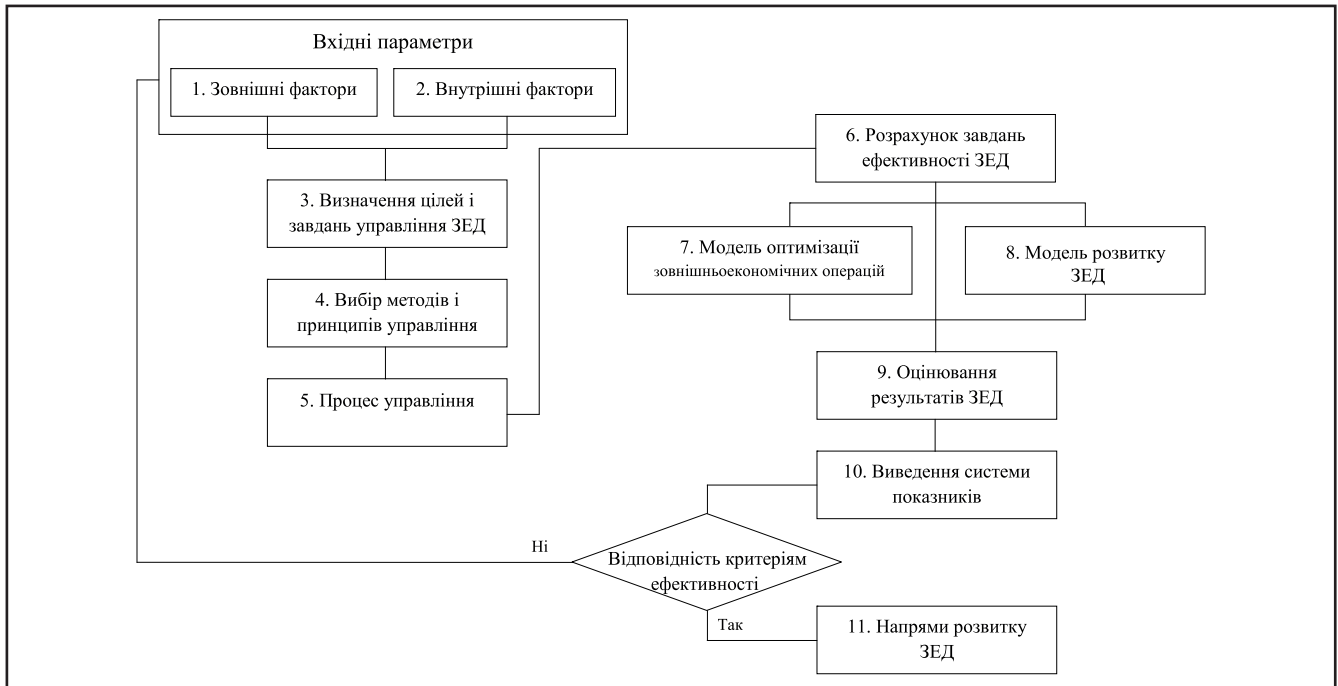 Вхідні параметри
1. Зовнішні фактори
2. Внутрішні фактори
3. Визначення цілей і
завдань управління ЗЕД
4. Вибір методів і
принципів управління
5. Процес управління
6. Розрахунок завдань
ефективності ЗЕД
7. Модель оптимізації
зовнішньоекономічних операцій
8. Модель розвитку
ЗЕД
9. Оцінювання
результатів ЗЕД
10. Виведення системи
показників
Ні
Відповідність критеріям
ефективності
Так
11. Напрями розвитку
ЗЕД